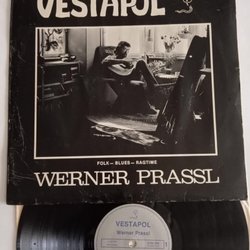 VESTAPOL
FOLK – BLUES – RAGTIME
WERNER PRASSL
VESTAPOL
Werner Prassl